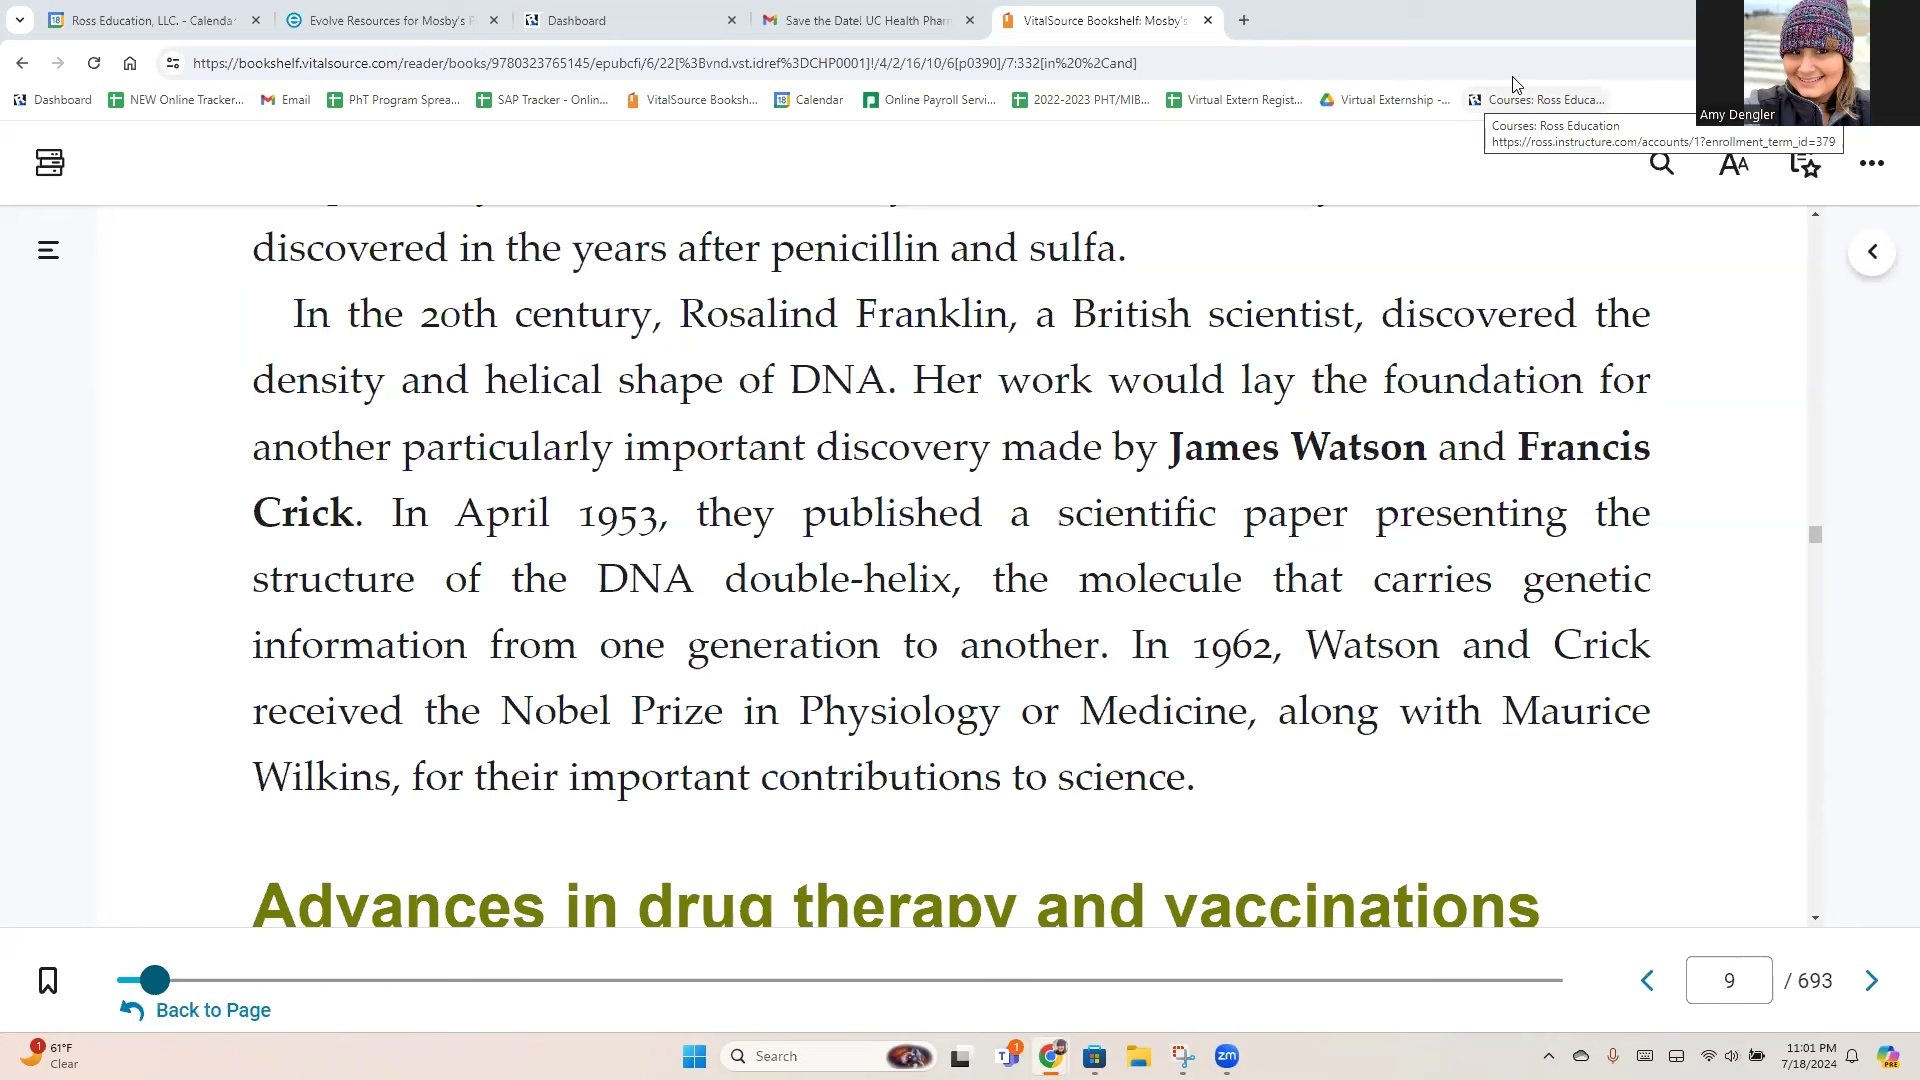 Ross Education, LLC. - Calenda
Evolve Resources for Mosby's P
Dashboard
Save the Date! UC Health Pharm
VitalSource Bookshelf: Mosby's
https://bookshelf.vitalsource.com/reader/books/9780323765145/epubcfi/6/22[%3Bvnd.vst.idref%3DCHP0001]!/4/2/16/10/6[p0390]/7:332[in%20%2Cand]
Dashboard
NEW Online Tracker...
Email
PhT Program Sprea...
SAP Tracker - Onlin...
VitalSource Booksh...
Calendar
Online Payroll Servi...
2022-2023 PHT/MIB...
Virtual Extern Regist...
Virtual Externship -...
Courses: Ross Educa...
Amy Dengler
Courses: Ross Education
https://ross.instructure.com/accounts/1?enrollment_term_id=379
discovered in the years after penicillin and sulfa.
In the 20th century, Rosalind Franklin, a British scientist, discovered the
density and helical shape of DNA. Her work would lay the foundation for
another particularly important discovery made by James Watson and Francis
Crick. In April 1953, they published a scientific paper presenting the
structure of the DNA double-helix, the molecule that carries genetic
information from one generation to another. In 1962, Watson and Crick
received the Nobel Prize in Physiology or Medicine, along with Maurice
Wilkins, for their important contributions to science.
Advances in drug therapy and vaccinations
9 / 693
Back to Page
1
61°F
Clear
Search
1
zm
PRE
11:01 PM
7/18/2024